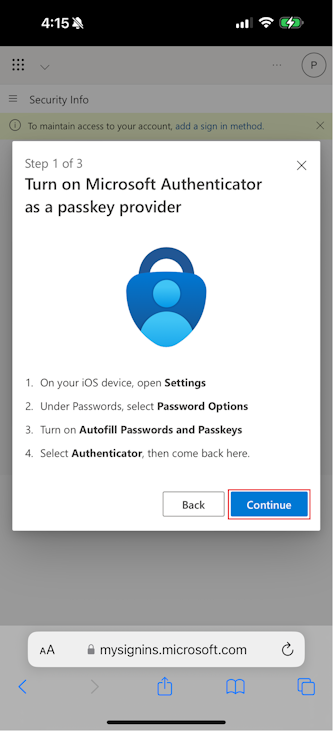 4:15
P
Security Info
To maintain access to your account, add a sign in method.
Step 1 of 3
Turn on Microsoft Authenticator
as a passkey provider
1. On your iOS device, open Settings
2. Under Passwords, select Password Options
3. Turn on Autofill Passwords and Passkeys
4. Select Authenticator, then come back here.
Back
Continue
AA mysignins.microsoft.com